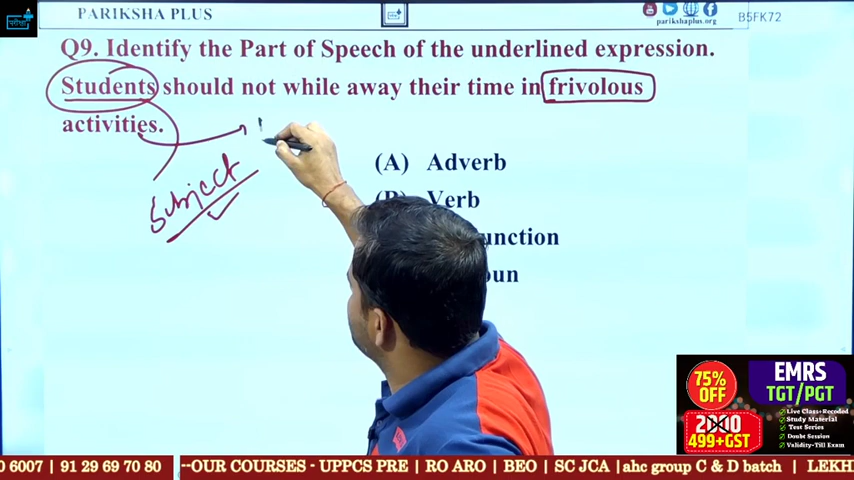 परीक्षा
PARIKSHA PLUS
parikshaplus.org
B5FK72
Q9. Identify the Part of Speech of the underlined expression.
Students should not while away their time in frivolous
activities.
Subject
(A) Adverb
Verb
unction
oun
75%
OFF
EMRS
TGT/PGT
2000
499+GST
Live Class+Recoded
Study Material
Test Series
Doubt Session
Validity-Till Exam
6007 | 91 29 69 70 80 --OUR COURSES - UPPCS PRE | RO ARO | BEO | SC JCA |ahc group C & D batch | LEKH